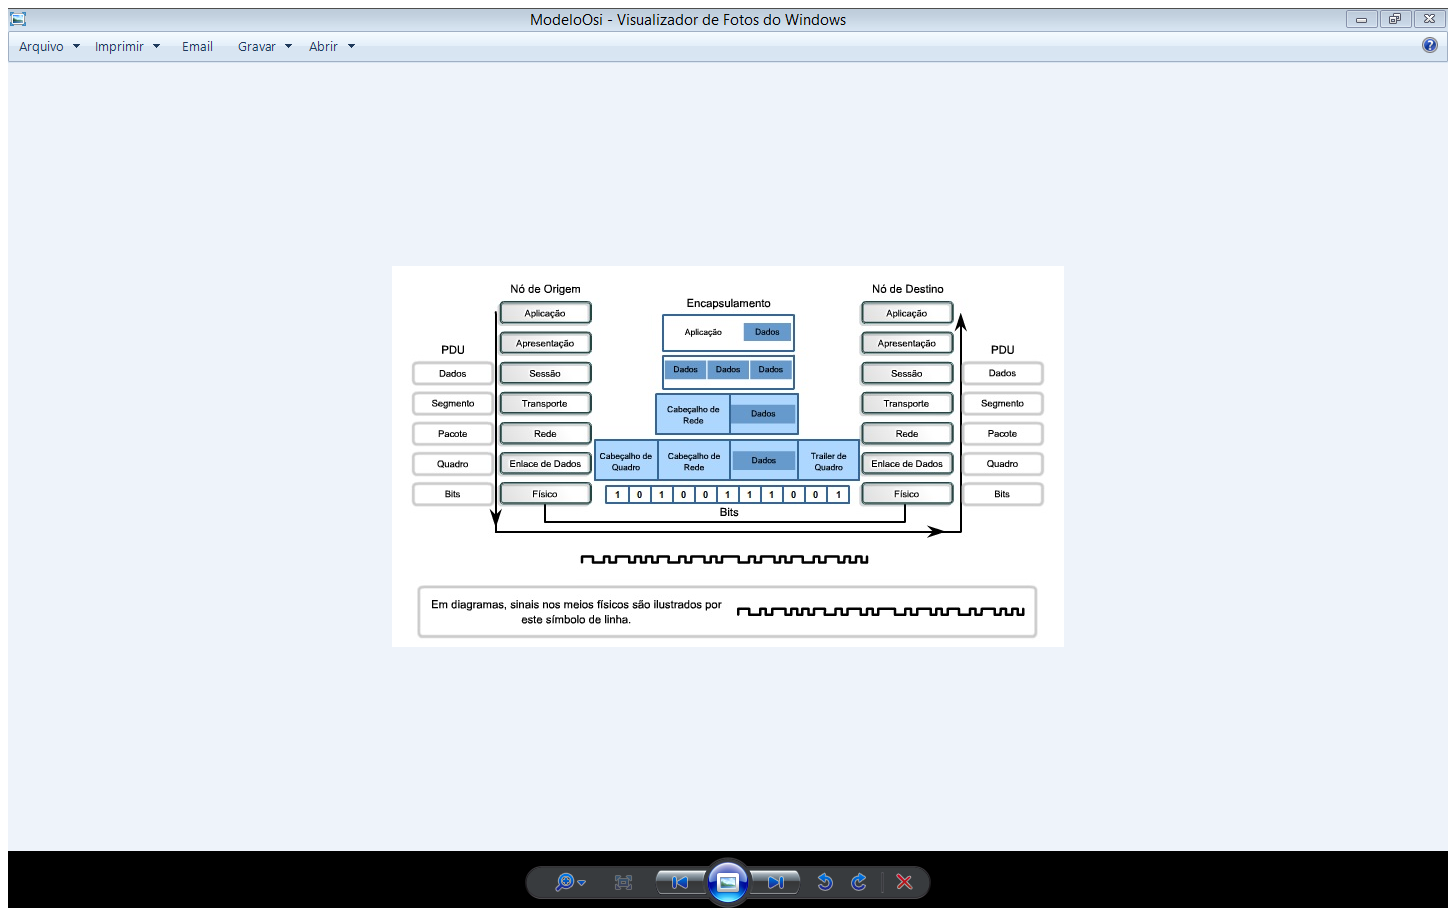 ModeloOsi - Visualizador de Fotos do Windows
Arquivo Imprimir Email Gravar Abrir
Nó de Origem
Aplicação
Apresentação
Sessão
Transporte
Rede
Enlace de Dados
Físico
PDU
Dados
Segmento
Pacote
Quadro
Bits
Encapsulamento
Aplicação Dados
Dados Dados Dados
Cabeçalho de
Rede
Dados
Cabeçalho de
Quadro
Cabeçalho de
Rede
Dados
Trailer de
Quadro
1 0 1 0 0 1 1 1 0 0 1
Bits
Nó de Destino
Aplicação
Apresentação
Sessão
Transporte
Rede
Enlace de Dados
Físico
PDU
Dados
Segmento
Pacote
Quadro
Bits
Em diagramas, sinais nos meios físicos são ilustrados por
este símbolo de linha.